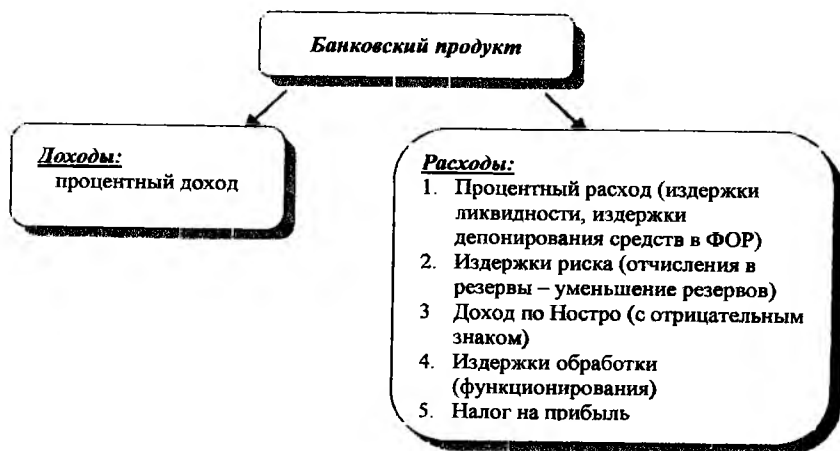 Банковский продукт
Доходы:
процентный доход
Расходы:
1. Процентный расход (издержки
ликвидности, издержки
депонирования средств в ФОР)
2. Издержки риска (отчисления в
резервы – уменьшение резервов)
3 Доход по Ностро (с отрицательным
знаком)
4. Издержки обработки
(функционирования)
5. Налог на прибыль